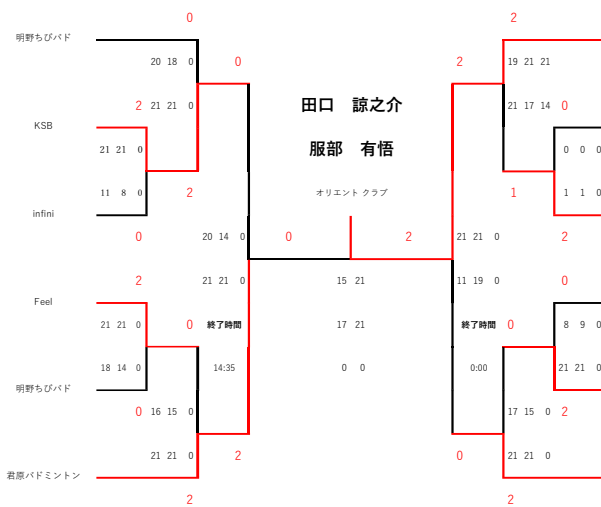 0 2
明野ちびバド
20 18 0 0 2 19 21 21
田口　諒之介
2 21 21 0 21 17 14 0
KSB
21 21 0 服部　有悟 0 0 0
11 8 0 2 オリエント クラブ 1 1 1 0
infini
0 20 14 0 0 2 21 21 0 2
2 21 21 0 15 21 11 19 0 0
Feel
21 21 0 0 終了時間 17 21 終了時間 0 8 9 0
18 14 0 14:35 0 0 0:00 21 21 0
明野ちびバド
0 16 15 0 17 15 0 2
21 21 0 2 0 21 21 0
君原バドミントン
2 2